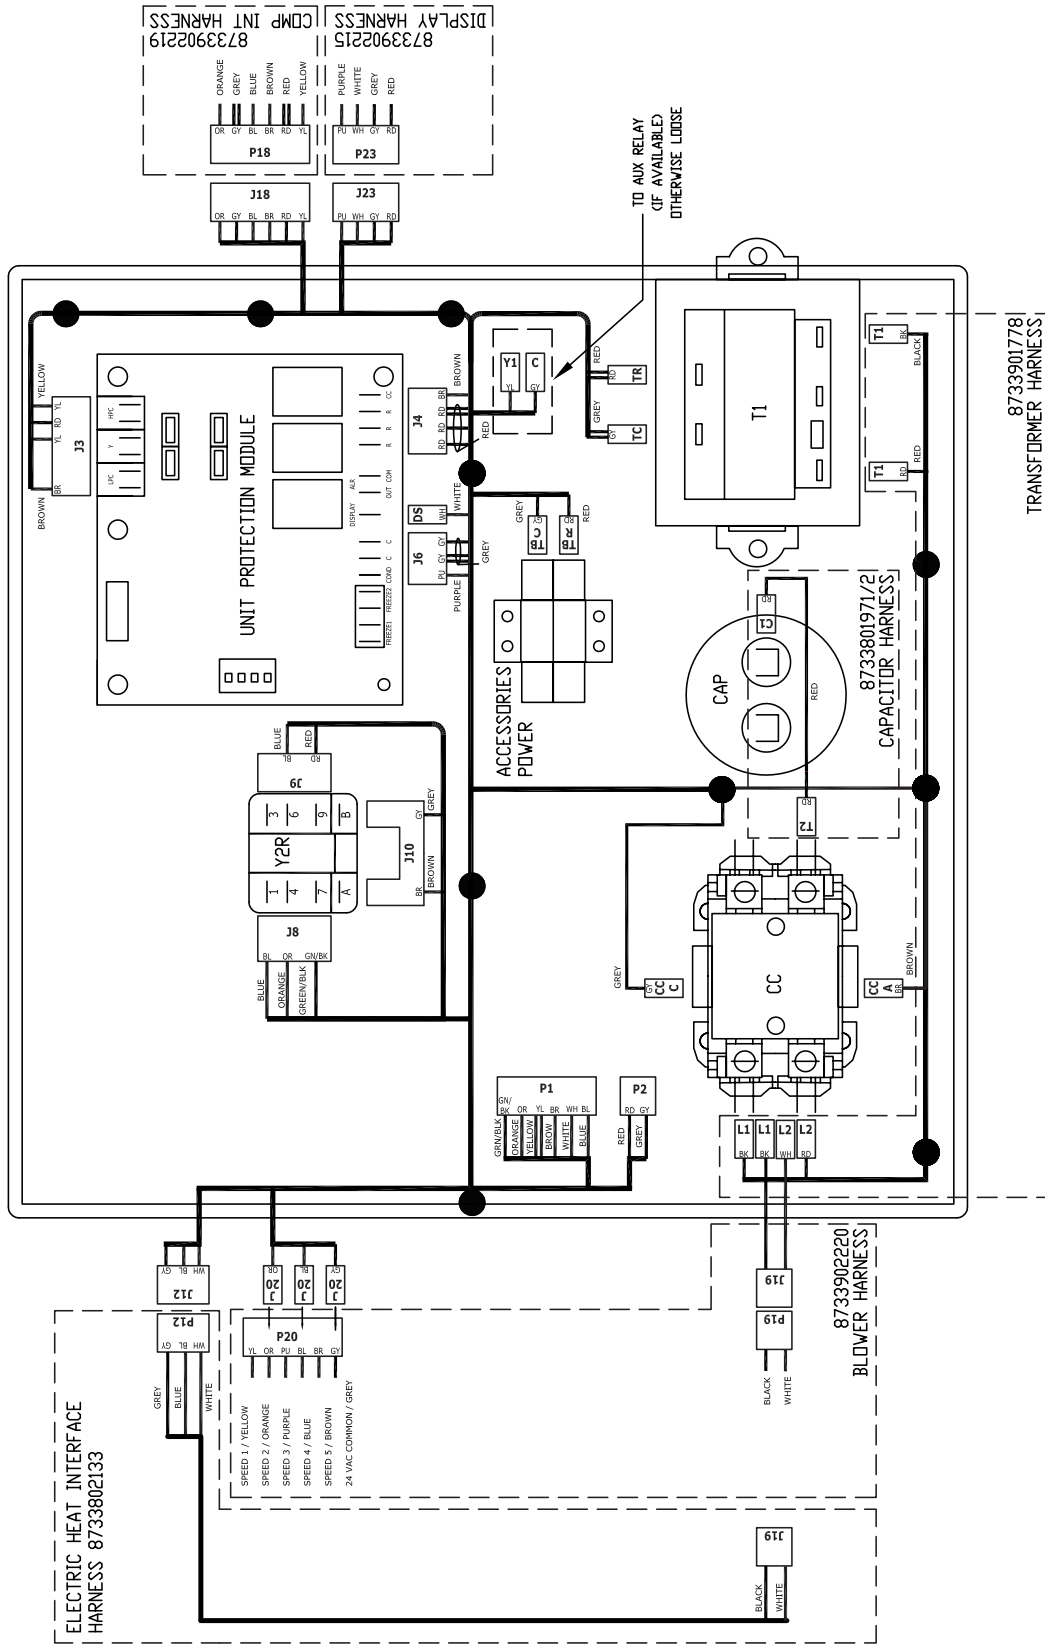 COMP INT HARNESS
8733902219
DISPLAY HARNESS
8733902215
ORANGE
GREY
BLUE
BROWN
RED
YELLOW
PURPLE
WHITE
GREY
RED
OR GY BL BR RD YL
P18
PU WH GY RD
P23
J18
OR GY BL BR RD YL
J23
PU WH GY RD
TO AUX RELAY
(IF AVAILABLE)
OTHERWISE LOOSE
YELLOW
BROWN
J3
YL
RD
YL
BR
HPC
Y
LPC
UNIT PROTECTION MODULE
CC
R
R
R
COM
OUT
ALR
DISPLAY
C
C
COND
FREEZE2
FREEZE1
J4
BR
RD
RD
RD
BROWN
RED
DS
WH
WHITE
J6
GY
GY
PU
GREY
PURPLE
Y1
YL
C
GY
RED
RD
TR
GREY
GY
TC
GREY
GY
TB
C
RD
TB
R
RED
ACCESSORIES
POWER
T1
T1
BK
BLACK
T1
RD
RED
8733901778
TRANSFORMER HARNESS
8733801971/2
CAPACITOR HARNESS
CAP
C1
RD
RED
RD
T2
BLUE
RED
BL
RD
J9
3
6
9
B
Y2R
1
4
7
A
J10
GY
BR
GREY
BROWN
J8
BL OR GN/BK
BLUE
ORANGE
GREEN/BLK
GREY
GY
CC
C
CC
CC
A
BR
BROWN
P1
GN/
BK OR YL BR WH BL
GRN/BLK
ORANGE
YELLOW
BROW
WHITE
BLUE
P2
RD GY
RED
GREY
L1 L1 L2 L2
BK BK WH RD
GY BL WH
J12
P12
GY BL WH
GREY
BLUE
WHITE
OR
J
20
BL
J
20
GY
J
20
P20
YL OR PU BL BR GY
SPEED 1 / YELLOW
SPEED 2 / ORANGE
SPEED 3 / PURPLE
SPEED 4 / BLUE
SPEED 5 / BROWN
24 VAC COMMON / GREY
J19
P19
BLACK
WHITE
8733902220
BLOWER HARNESS
ELECTRIC HEAT INTERFACE
HARNESS 8733802133
J19
BLACK
WHITE